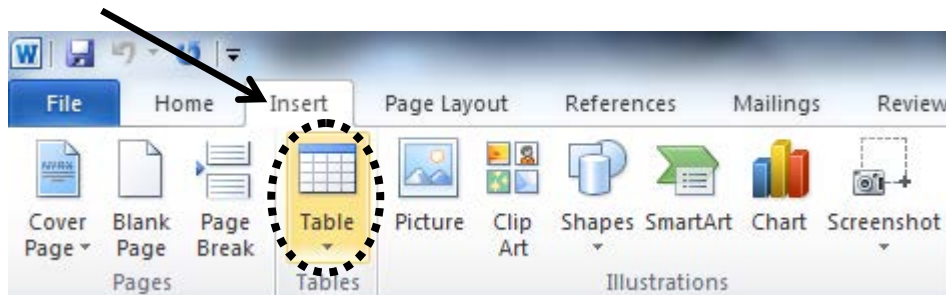 W
File Home Insert Page Layout References Mailings Review
Cover Page Blank Page Page Break Table Picture Clip Art Shapes SmartArt Chart Screenshot
Pages Tables Illustrations